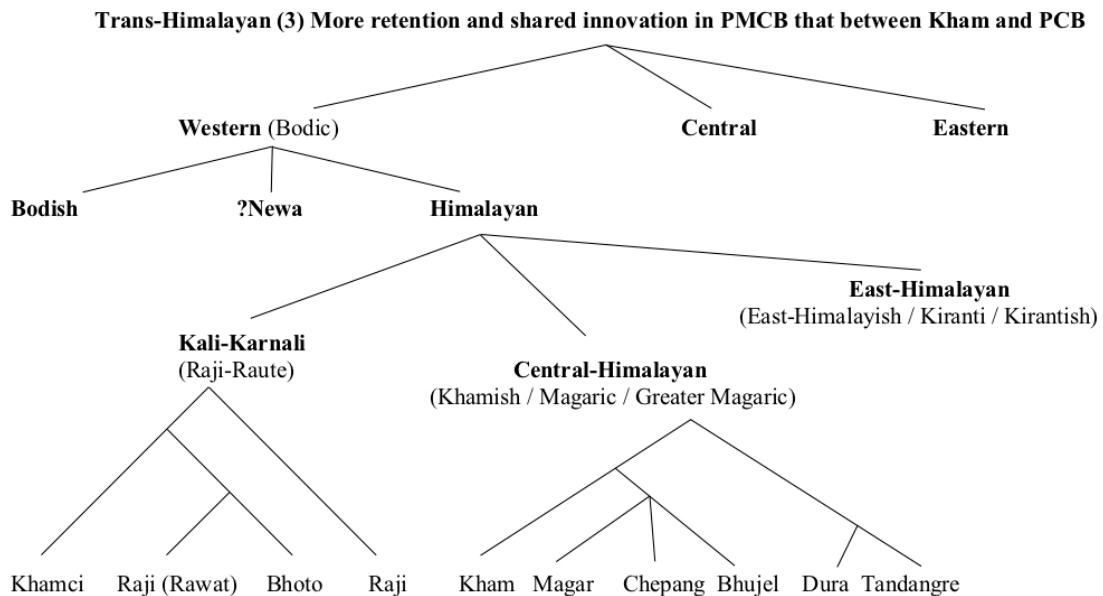 Trans-Himalayan (3) More retention and shared innovation in PMCB that between Kham and PCB
Western (Bodic)
Central
Eastern
Bodish
?Newa
Himalayan
East-Himalayan
(East-Himalayish / Kiranti / Kirantish)
Kali-Karnali
(Raji-Raute)
Central-Himalayan
(Khamish / Magaric / Greater Magaric)
Khamci
Raji (Rawat)
Bhoto
Raji
Kham
Magar
Chepang
Bhujel
Dura
Tandangre